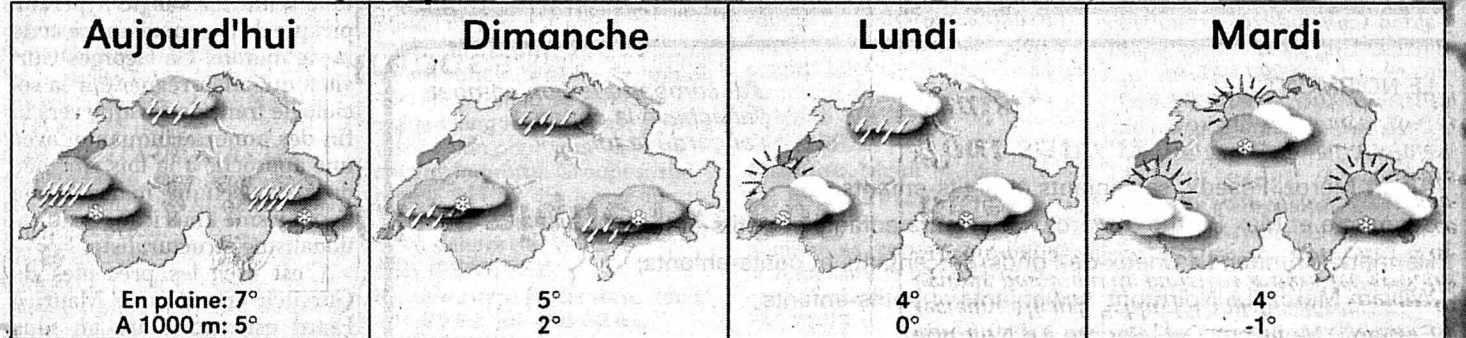 Aujourd'hui
En plaine: 7°
A 1000 m: 5°
Dimanche
5°
2°
Lundi
4°
0°
Mardi
4°
-1°